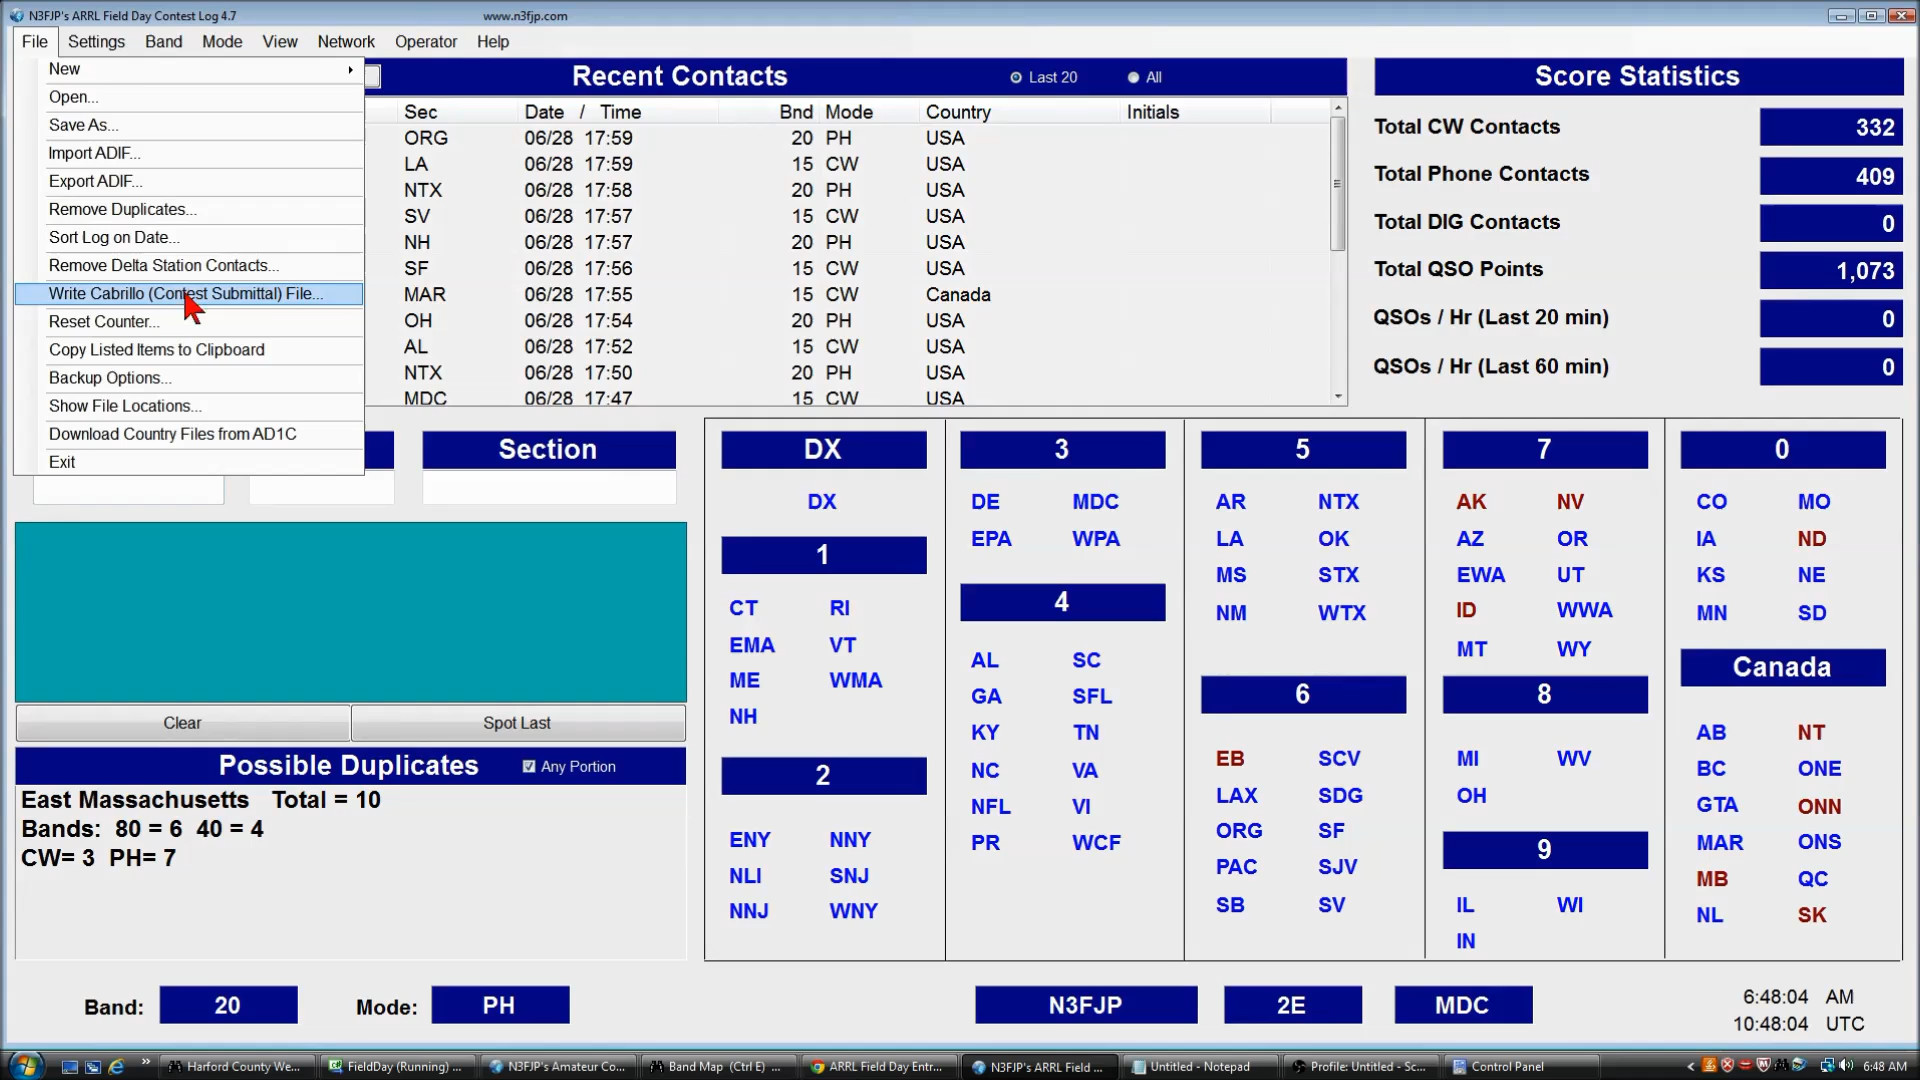 N3FJP's ARRL Field Day Contest Log 4.7
www.n3fjp.com
File Settings Band Mode View Network Operator Help
New
Open...
Save As...
Import ADIF...
Export ADIF...
Remove Duplicates...
Sort Log on Date...
Remove Delta Station Contacts...
Write Cabrillo (Contest Submittal) File...
Reset Counter...
Copy Listed Items to Clipboard
Backup Options...
Show File Locations...
Download Country Files from AD1C
Exit
Recent Contacts
Last 20
All
Sec Date / Time Bnd Mode Country Initials
ORG 06/28 17:59 20 PH USA
LA 06/28 17:59 15 CW USA
NTX 06/28 17:58 20 PH USA
SV 06/28 17:57 15 CW USA
NH 06/28 17:57 20 PH USA
SF 06/28 17:56 15 CW USA
MAR 06/28 17:55 15 CW Canada
OH 06/28 17:54 20 PH USA
AL 06/28 17:52 15 CW USA
NTX 06/28 17:50 20 PH USA
MDC 06/28 17:47 15 CW USA
Score Statistics
Total CW Contacts 332
Total Phone Contacts 409
Total DIG Contacts 0
Total QSO Points 1,073
QSOs / Hr (Last 20 min) 0
QSOs / Hr (Last 60 min) 0
Section
Clear
Spot Last
Possible Duplicates
Any Portion
East Massachusetts Total = 10
Bands: 80 = 6 40 = 4
CW= 3 PH= 7
DX
DX
1
CT RI
EMA VT
ME WMA
NH
2
ENY NNY
NLI SNJ
NNJ WNY
3
DE MDC
EPA WPA
4
AL SC
GA SFL
KY TN
NC VA
NFL VI
PR WCF
5
AR NTX
LA OK
MS STX
NM WTX
6
EB SCV
LAX SDG
ORG SF
PAC SJV
SB SV
7
AK NV
AZ OR
EWA UT
ID WWA
MT WY
8
MI WV
OH
9
IL WI
IN
0
CO MO
IA ND
KS NE
MN SD
Canada
AB NT
BC ONE
GTA ONN
MAR ONS
MB QC
NL SK
Band: 20 Mode: PH
N3FJP
2E
MDC
6:48:04 AM
10:48:04 UTC
Harford County We...
FieldDay (Running) ...
N3FJP's Amateur Co...
Band Map (Ctrl E) ...
ARRL Field Day Entr...
N3FJP's ARRL Field ...
Untitled - Notepad
Profile: Untitled - Sc...
Control Panel
6:48 AM